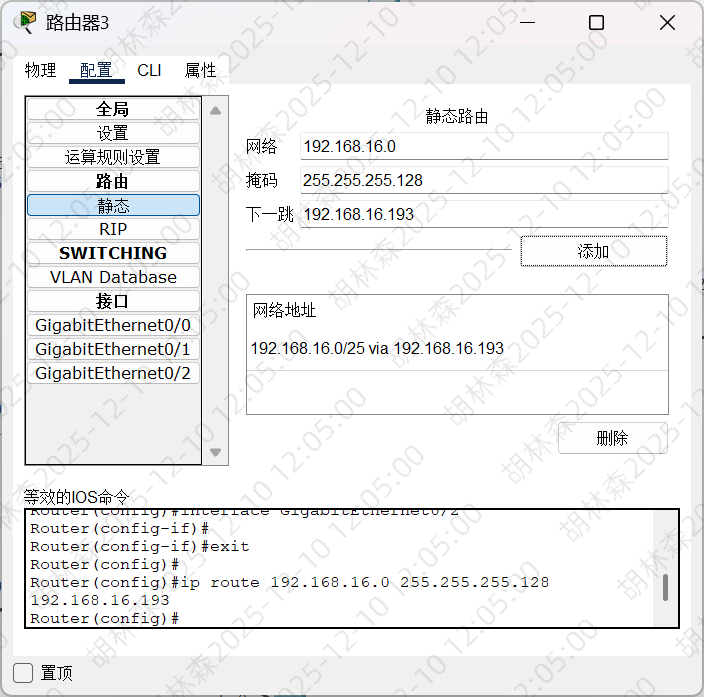 路由器3
物理 配置 CLI 属性
全局
设置
运算规则设置
路由
静态
RIP
SWITCHING
VLAN Database
接口
GigabitEthernet0/0
GigabitEthernet0/1
GigabitEthernet0/2
静态路由
网络 192.168.16.0
掩码 255.255.255.128
下一跳 192.168.16.193
添加
网络地址
192.168.16.0/25 via 192.168.16.193
删除
等效的IOS命令
Router(config)#interface GigabitEthernet0/2
Router(config-if)#
Router(config-if)#exit
Router(config)#
Router(config)#ip route 192.168.16.0 255.255.255.128
192.168.16.193
Router(config)#
置顶
胡林森2025-12-10 12:05:00